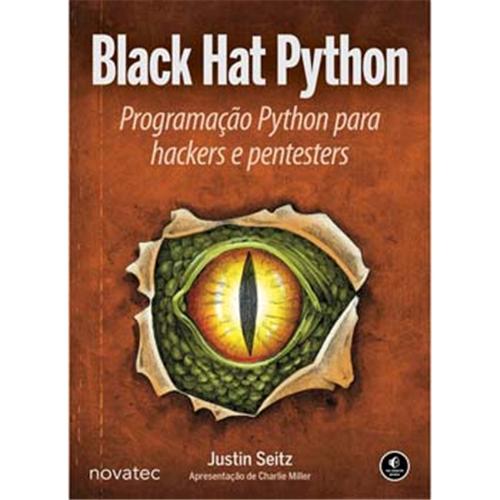 Black Hat Python
Programação Python para
hackers e pentesters
Justin Seitz
Apresentação de Charlie Miller
novatec